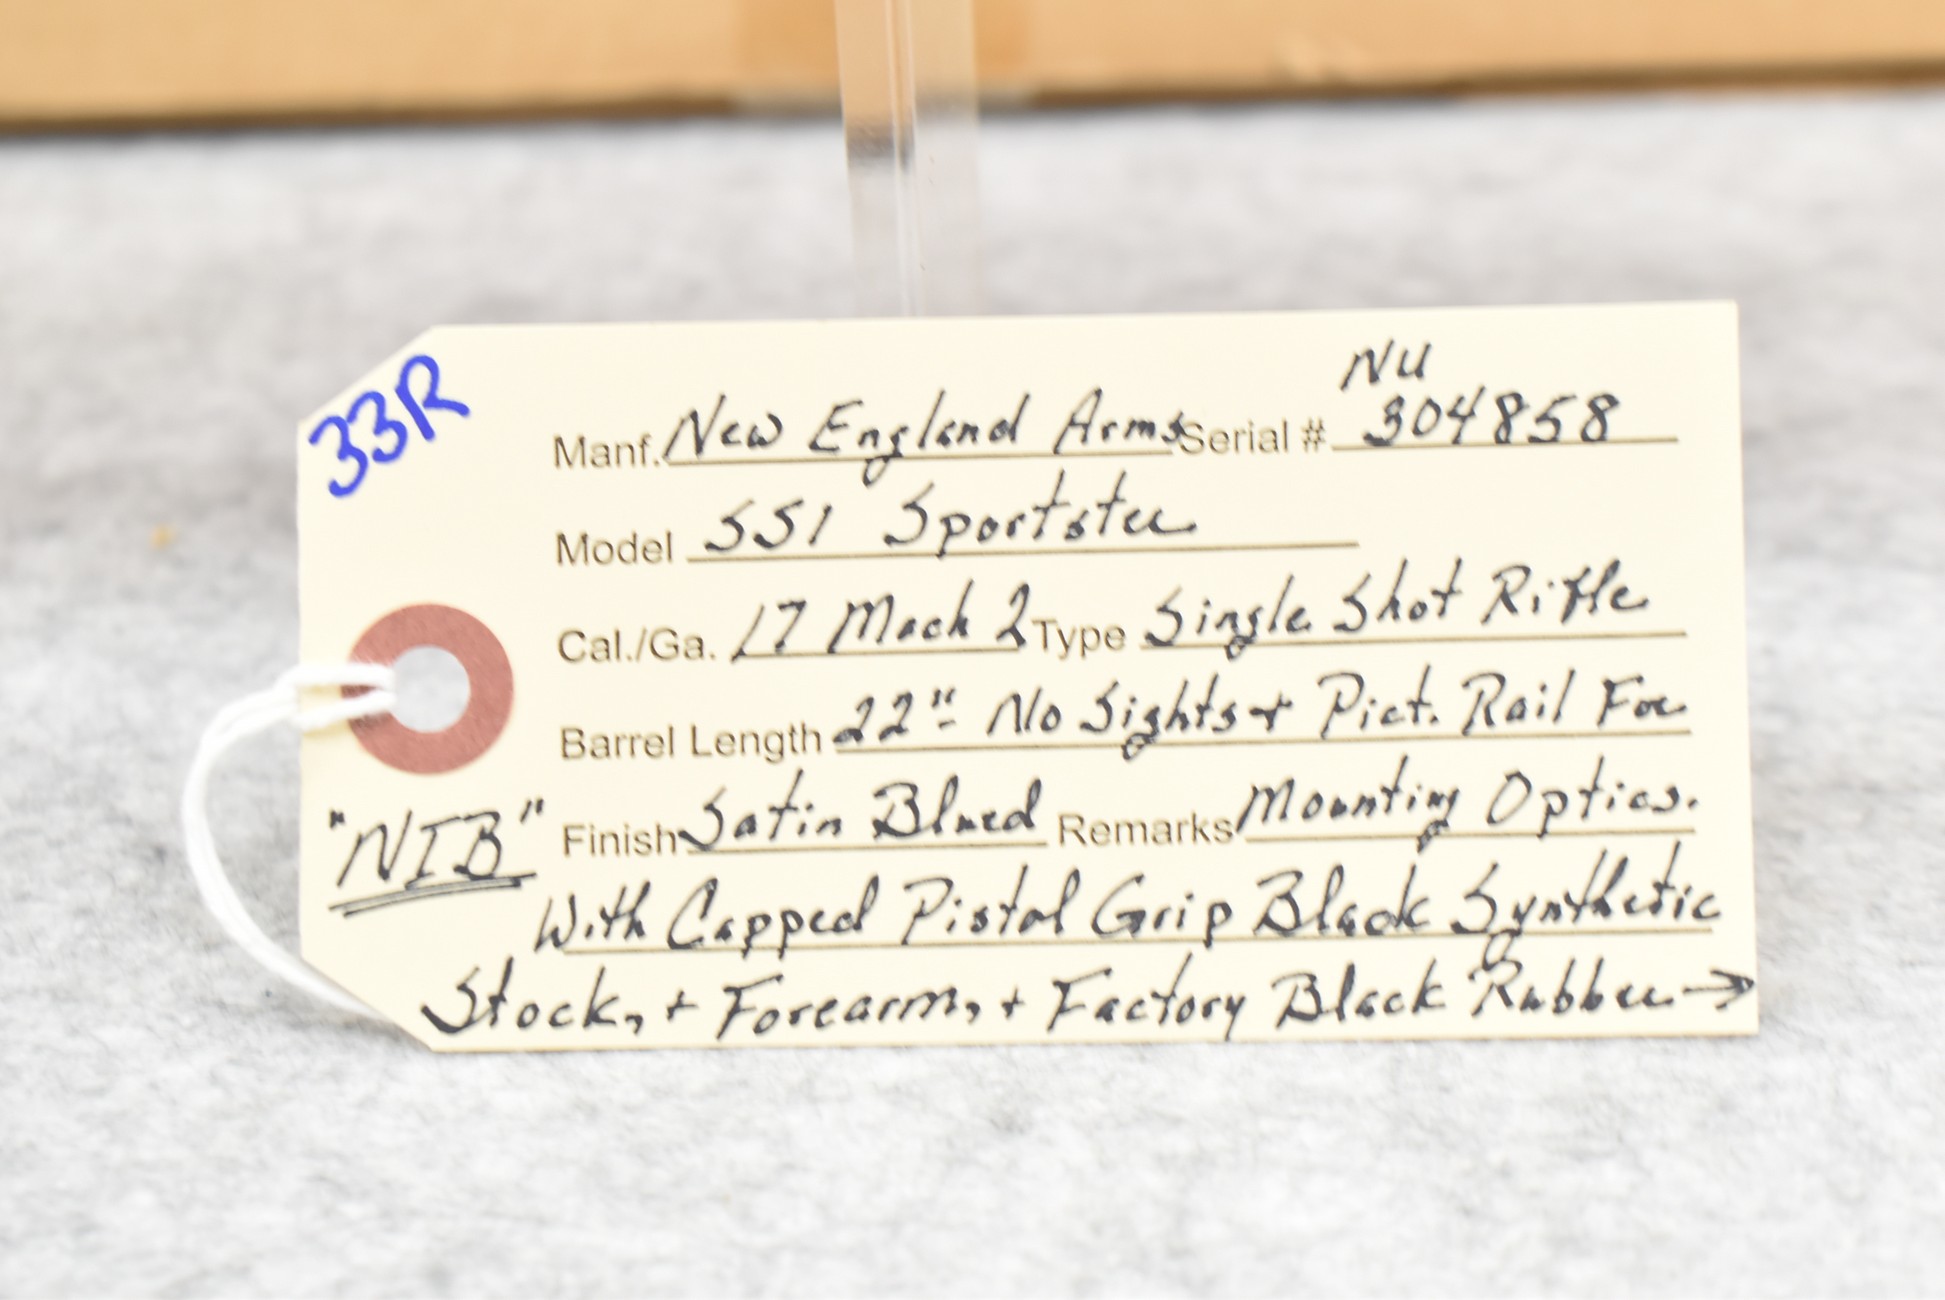 33R
NU
Manf. New England Arms Serial # 304858
Model SS1 Sportster
Cal./Ga. 17 Mach 2 Type Single Shot Rifle
Barrel Length 22" No Sights + Pict. Rail For
"NIB" Finish Satin Blued Remarks Mounting Optics.
With Capped Pistol Grip Black Synthetic
Stock, + Forearm, + Factory Black Rubber →